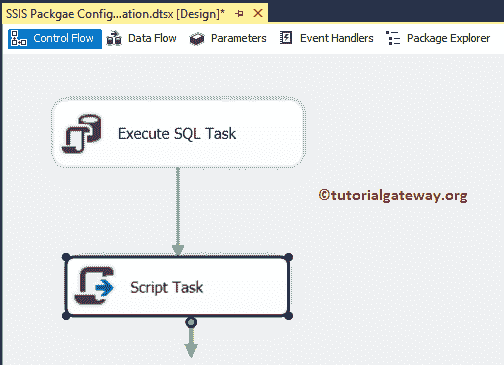 SSIS Packgae Config...ation.dtsx [Design]*
Control Flow
Data Flow
Parameters
Event Handlers
Package Explorer
Execute SQL Task
©tutorialgateway.org
Script Task